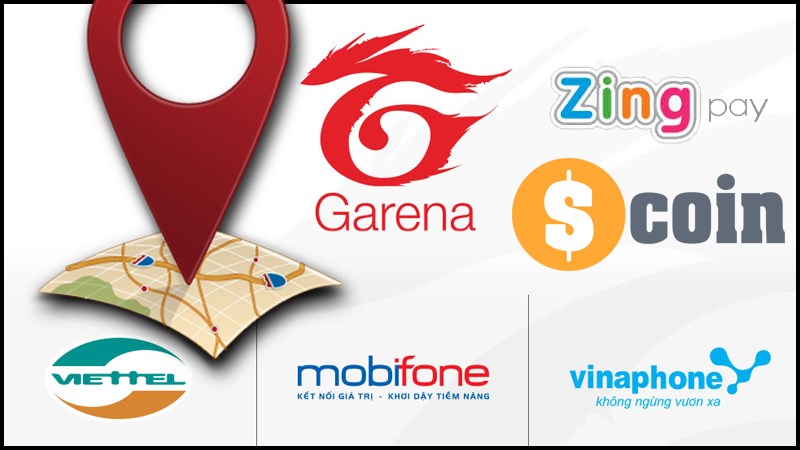 Garena
Zing pay
$coin
VIETTEL
mobifone
KẾT NỐI GIÁ TRỊ - KHƠI DẬY TIỀM NĂNG
vinaphone
không ngừng vươn xa